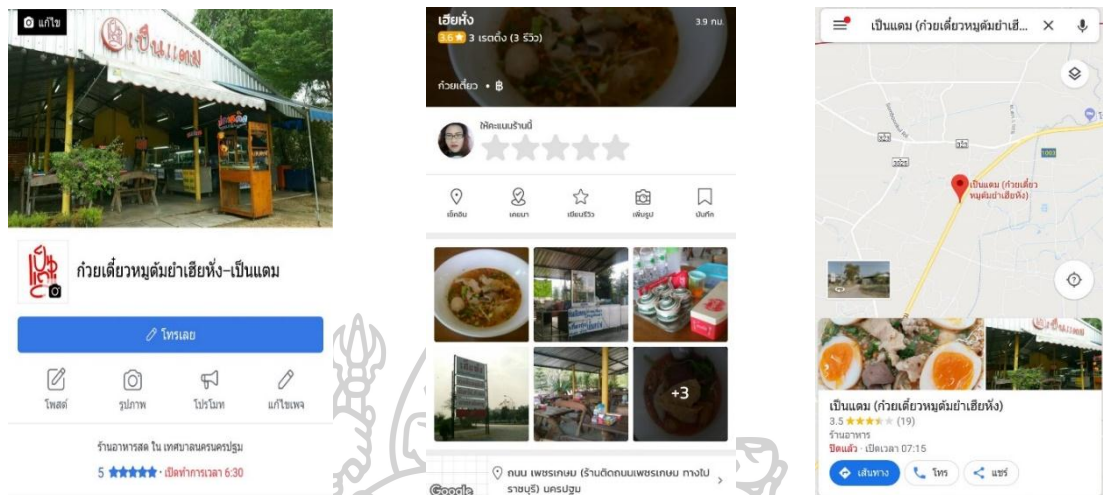 แก้ไข
เป็นแดม
เป็นแดม
ก๋วยเตี๋ยวหมูต้มยำเฮียหั่ง-เป็นแดม
โทรเลย
โพสต์
รูปภาพ
โปรโมท
แก้ไขเพจ
ร้านอาหารสด ใน เทศบาลนครนครปฐม
5 ★★★★★ · เปิดทำการเวลา 6:30
เฮียหั่ง
3.9 กม.
3.6★ 3 เรตติ้ง (3 รีวิว)
ก๋วยเตี๋ยว • ฿
ให้คะแนนร้านนี้
เช็คอิน
เคยมา
เขียนรีวิว
เพิ่มรูป
บันทึก
เฮียหั่ง
+3
Google
ถนน เพชรเกษม (ร้านติดถนนเพชรเกษม ทางไป
ราชบุรี) นครปฐม
เป็นแดม (ก๋วยเตี๋ยวหมูต้มยำเฮี...
3036
1003
เป็นแดม (ก๋วยเตี๋ยว
หมูต้มยำเฮียหั่ง)
เป็นแดม (ก๋วยเตี๋ยวหมูต้มยำเฮียหั่ง)
3.5 ★★★★★ (19)
ร้านอาหาร
ปิดแล้ว · เปิดเวลา 07:15
เส้นทาง
โทร
แชร์